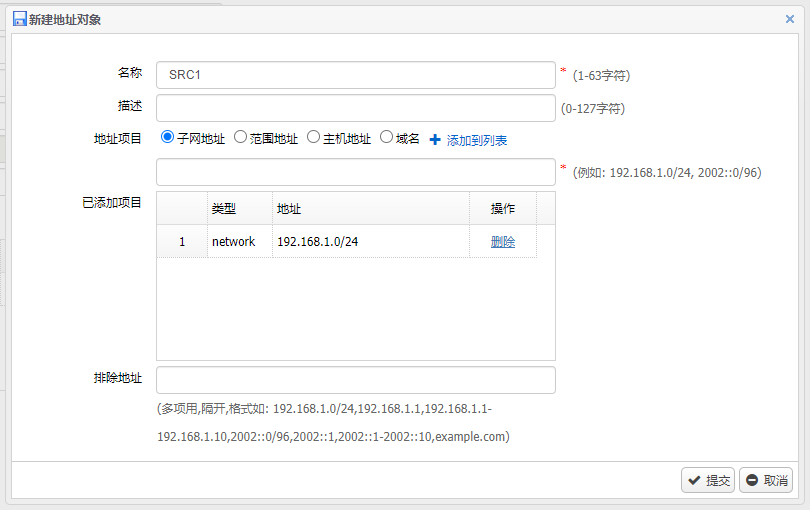 新建地址对象
名称 SRC1 * (1-63字符)
描述 (0-127字符)
地址项目 子网地址 范围地址 主机地址 域名 添加到列表
* (例如: 192.168.1.0/24, 2002::0/96)
已添加项目
类型 地址 操作
1 network 192.168.1.0/24 删除
排除地址
(多项用,隔开,格式如: 192.168.1.0/24,192.168.1.1,192.168.1.1-
192.168.1.10,2002::0/96,2002::1,2002::1-2002::10,example.com)
提交 取消